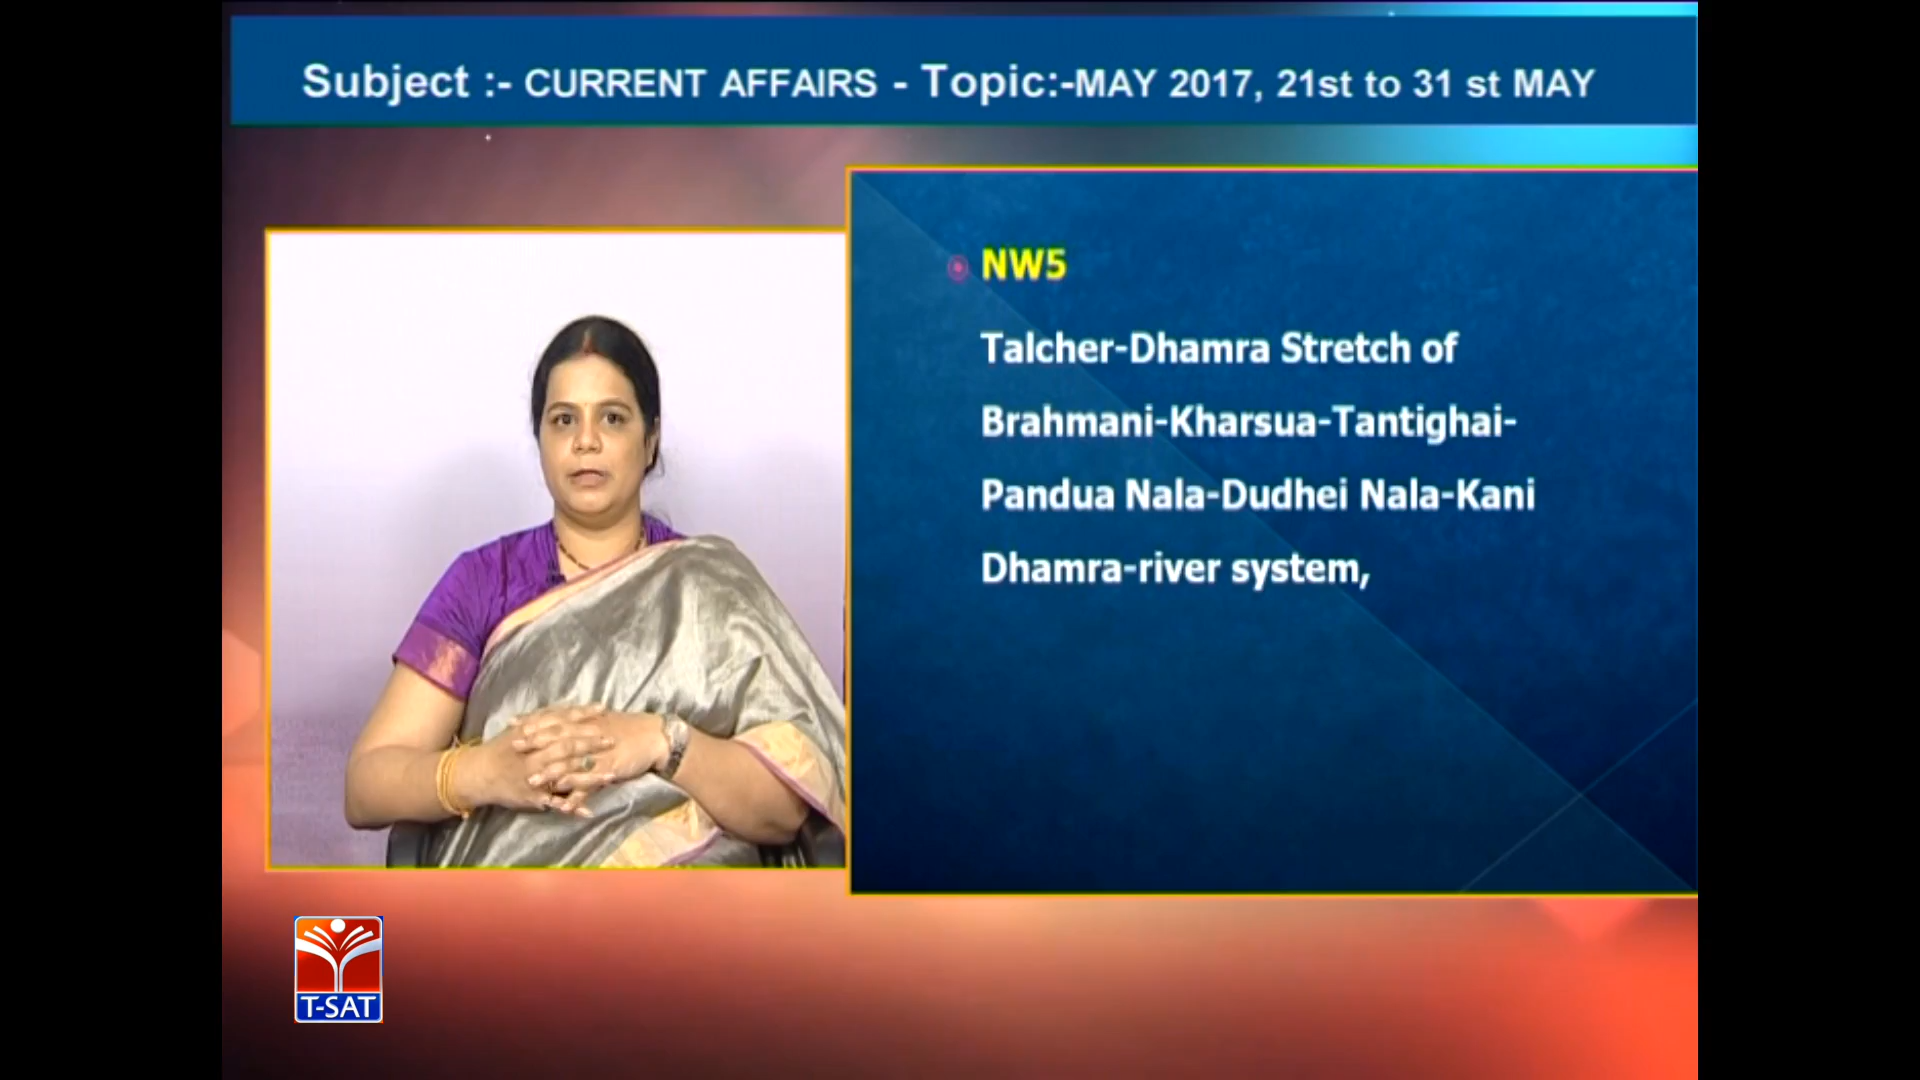 Subject :- CURRENT AFFAIRS - Topic:-MAY 2017, 21st to 31 st MAY
NW5
Talcher-Dhamra Stretch of
Brahmani-Kharsua-Tantighai-
Pandua Nala-Dudhei Nala-Kani
Dhamra-river system,
T-SAT